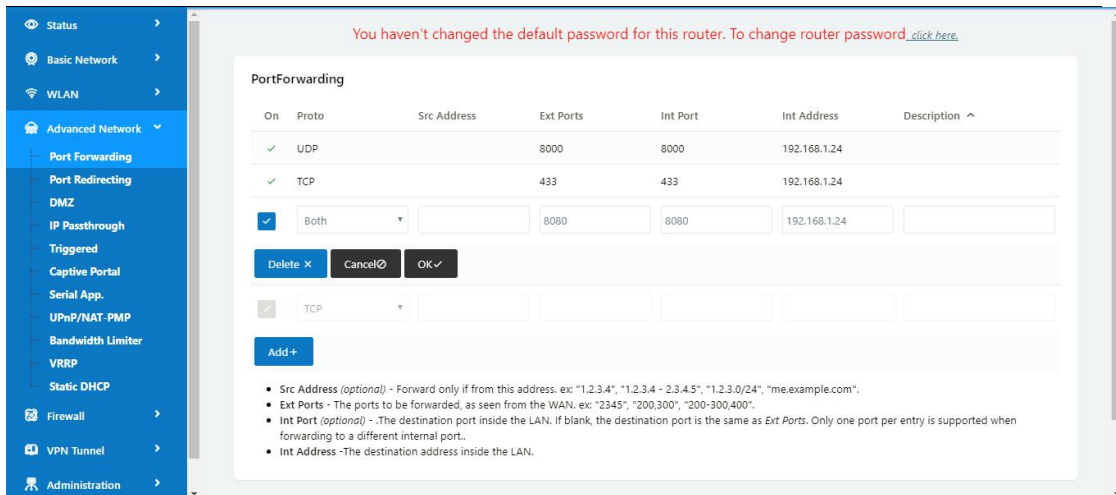 Status
Basic Network
WLAN
Advanced Network
Port Forwarding
Port Redirecting
DMZ
IP Passthrough
Triggered
Captive Portal
Serial App.
UPnP/NAT-PMP
Bandwidth Limiter
VRRP
Static DHCP
Firewall
VPN Tunnel
Administration
You haven't changed the default password for this router. To change router password click here.
PortForwarding
On Proto Src Address Ext Ports Int Port Int Address Description
UDP 8000 8000 192.168.1.24
TCP 433 433 192.168.1.24
Both 8080 8080 192.168.1.24
Delete Cancel OK
TCP
Add+
• Src Address (optional) - Forward only if from this address. ex: "1.2.3.4", "1.2.3.4 - 2.3.4.5", "1.2.3.0/24", "me.example.com".
• Ext Ports - The ports to be forwarded, as seen from the WAN. ex: "2345", "200,300", "200-300,400".
• Int Port (optional) - .The destination port inside the LAN. If blank, the destination port is the same as Ext Ports. Only one port per entry is supported when
forwarding to a different internal port..
• Int Address -The destination address inside the LAN.